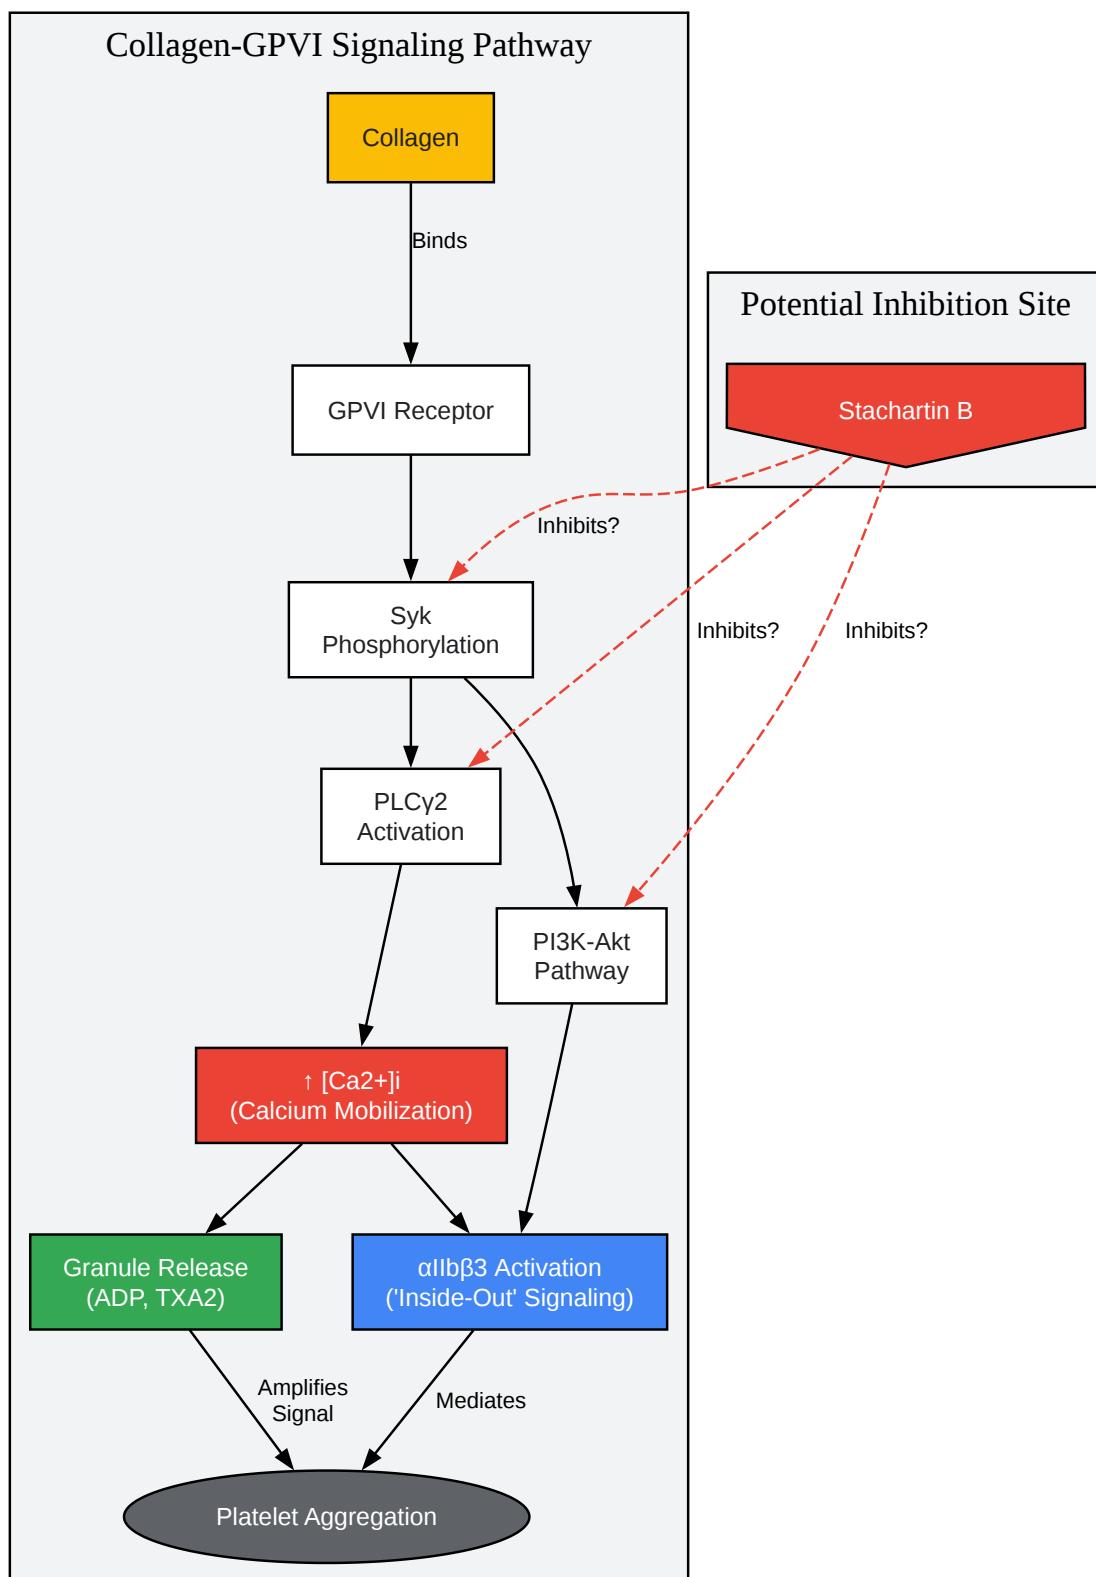 Collagen-GPVI Signaling Pathway
Collagen
Binds
Potential Inhibition Site
GPVI Receptor
Stachartin B
Inhibits?
Syk
Phosphorylation
Inhibits?
Inhibits?
PLCγ2
Activation
PI3K-Akt
Pathway
↑ [Ca2+]i
(Calcium Mobilization)
Granule Release
(ADP, TXA2)
αIIbβ3 Activation
('Inside-Out' Signaling)
Amplifies
Signal
Mediates
Platelet Aggregation